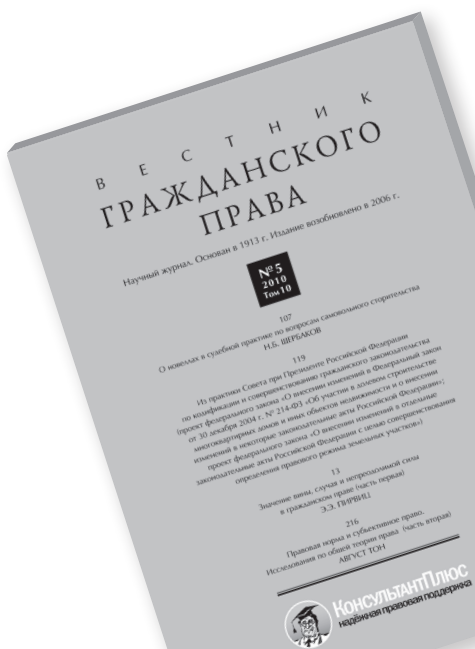 ВЕСТНИК
ГРАЖДАНСКОГО
ПРАВА
Научный журнал. Основан в 1913 г. Издание возобновлено в 2006 г.
№ 5
2010
Том 10
107
О новеллах в судебной практике по вопросам самовольного сторительства
Н.Б. ЩЕРБАКОВ
119
Из практики Совета при Президенте Российской Федерации
по кодификации и совершенствованию гражданского законодательства
(проект федерального закона «О внесении изменений в Федеральный закон
от 30 декабря 2004 г. № 214-ФЗ «Об участии в долевом строительстве
многоквартирных домов и иных объектов недвижимости и о внесении
изменений в некоторые законодательные акты Российской Федерации»;
проект федерального закона «О внесении изменений в отдельные
законодательные акты Российской Федерации с целью совершенствования
определения правового режима земельных участков»)
13
Значение вины, случая и непреодолимой силы
в гражданском праве (часть первая)
Э.Э. ПИРВИЦ
216
Правовая норма и субъективное право.
Исследования по общей теории права (часть вторая)
АВГУСТ ТОН
КОНСУЛЬТАНТПЛЮС
надёжная правовая поддержка